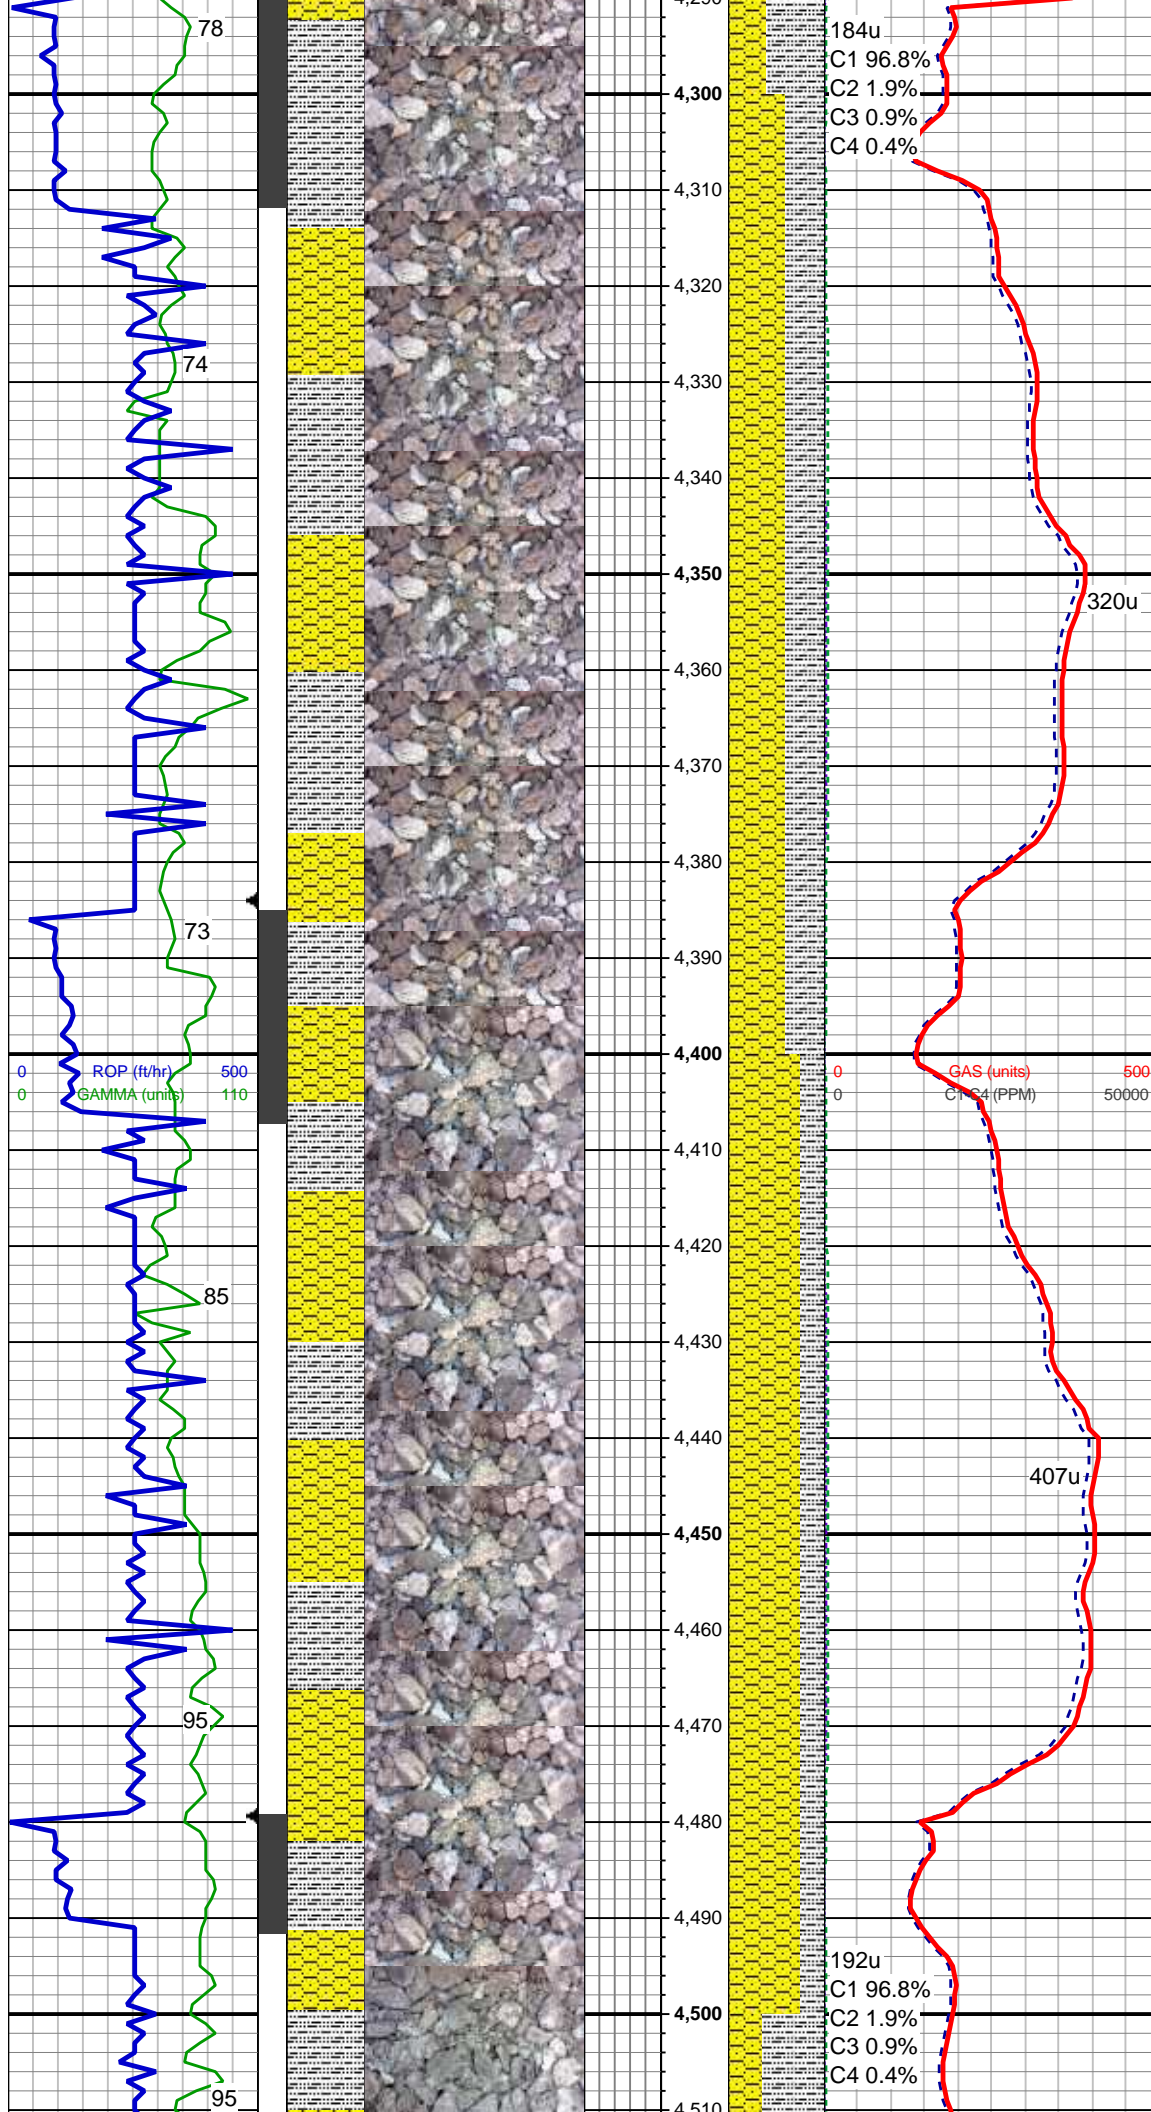 4,290
78
184u
C1 96.8%
C2 1.9%
4,300
C3 0.9%
C4 0.4%
4,310
4,320
74
4,330
4,340
4,350
320u
4,360
4,370
4,380
73
4,390
4,400
0 ROP (ft/hr) 500
0 GAS (units) 500
0 GAMMA (units) 110
0 C1-C4 (PPM) 50000
4,410
4,420
85
4,430
4,440
407u
4,450
4,460
95
4,470
4,480
4,490
192u
C1 96.8%
4,500
C2 1.9%
C3 0.9%
C4 0.4%
95
4,510